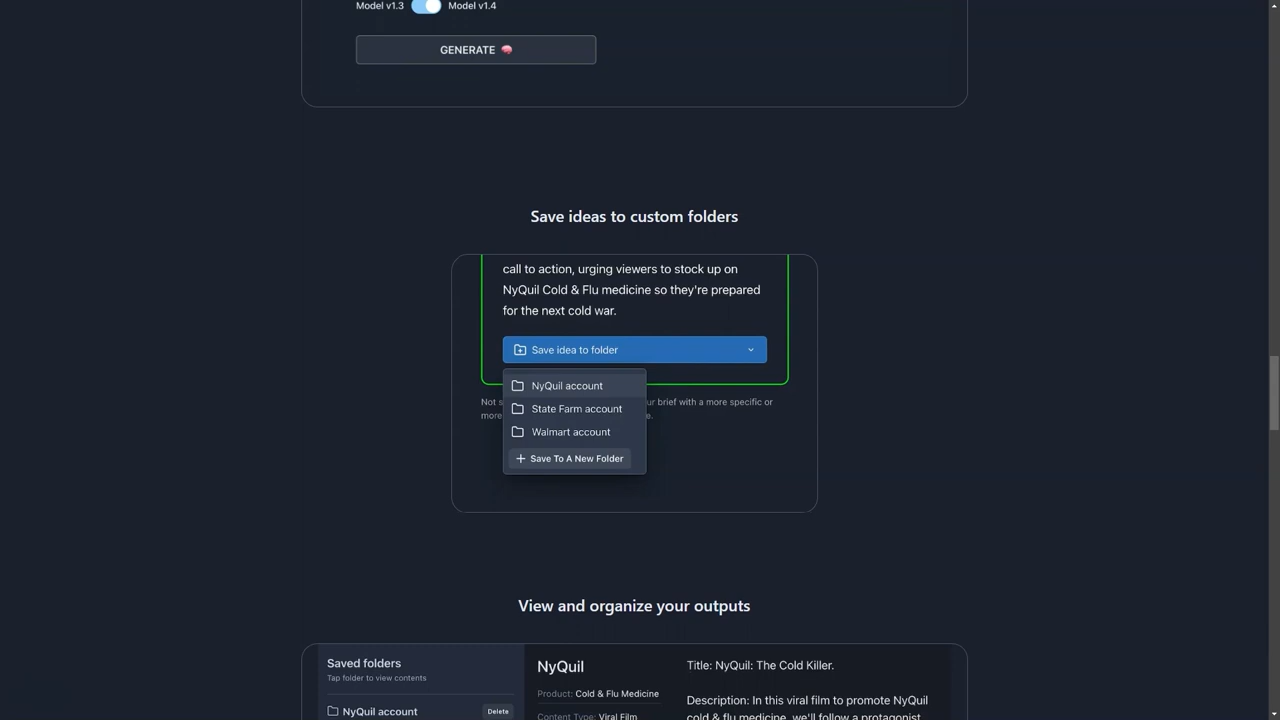 Model v1.3 Model v1.4
GENERATE
Save ideas to custom folders
call to action, urging viewers to stock up on
NyQuil Cold & Flu medicine so they're prepared
for the next cold war.
Save idea to folder
NyQuil account
Not s ur brief with a more specific or
State Farm account
more e.
Walmart account
+ Save To A New Folder
View and organize your outputs
Saved folders
Tap folder to view contents
NyQuil account Delete
NyQuil
Product: Cold & Flu Medicine
Content Type: Viral Film
Title: NyQuil: The Cold Killer.
Description: In this viral film to promote NyQuil
cold & flu medicine, we'll follow a protagonist